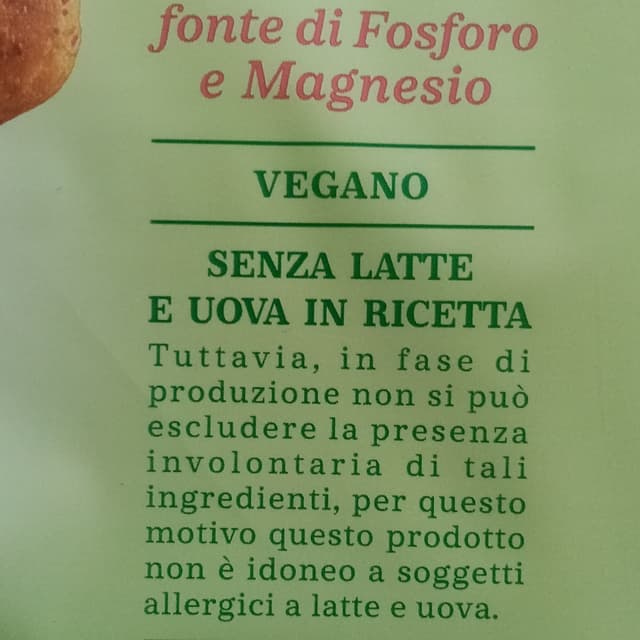 fonte di Fosforo
e Magnesio
VEGANO
SENZA LATTE
E UOVA IN RICETTA
Tuttavia, in fase di
produzione non si può
escludere la presenza
involontaria di tali
ingredienti, per questo
motivo questo prodotto
non è idoneo a soggetti
allergici a latte e uova.